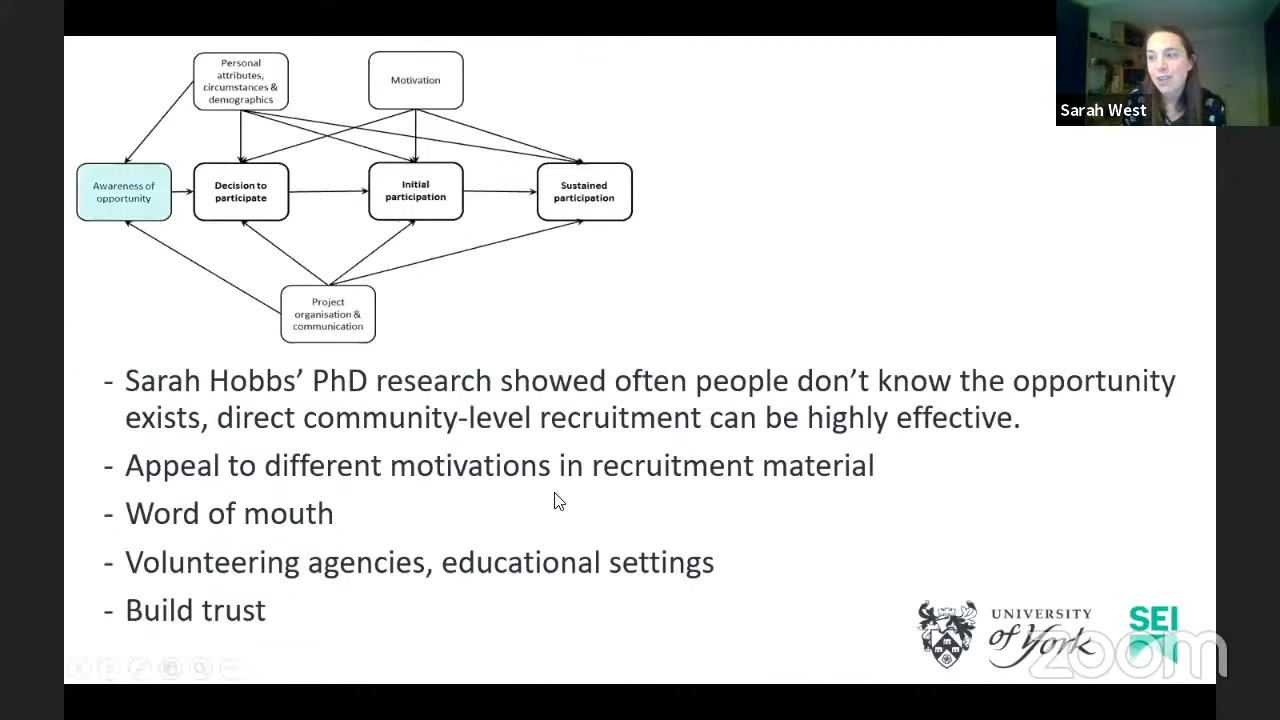 Personal
attributes,
circumstances &
demographics
Motivation
Sarah West
Awareness of
opportunity
Decision to
participate
Initial
participation
Sustained
participation
Project
organisation &
communication
- Sarah Hobbs’ PhD research showed often people don’t know the opportunity
exists, direct community-level recruitment can be highly effective.
- Appeal to different motivations in recruitment material
- Word of mouth
- Volunteering agencies, educational settings
- Build trust
UNIVERSITY
of York
SEI
zoom